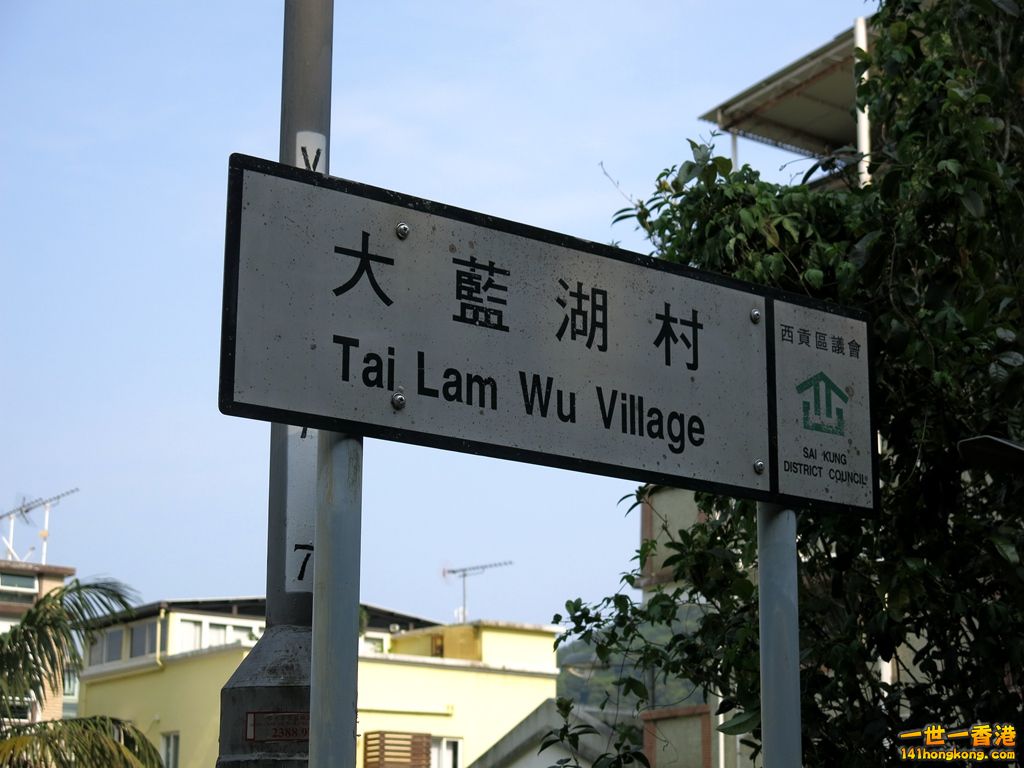 大藍湖村
Tai Lam Wu Village
西貢區議會
SAI KUNG
DISTRICT COUNCIL
V
7
一世一香港
141hongkong.com